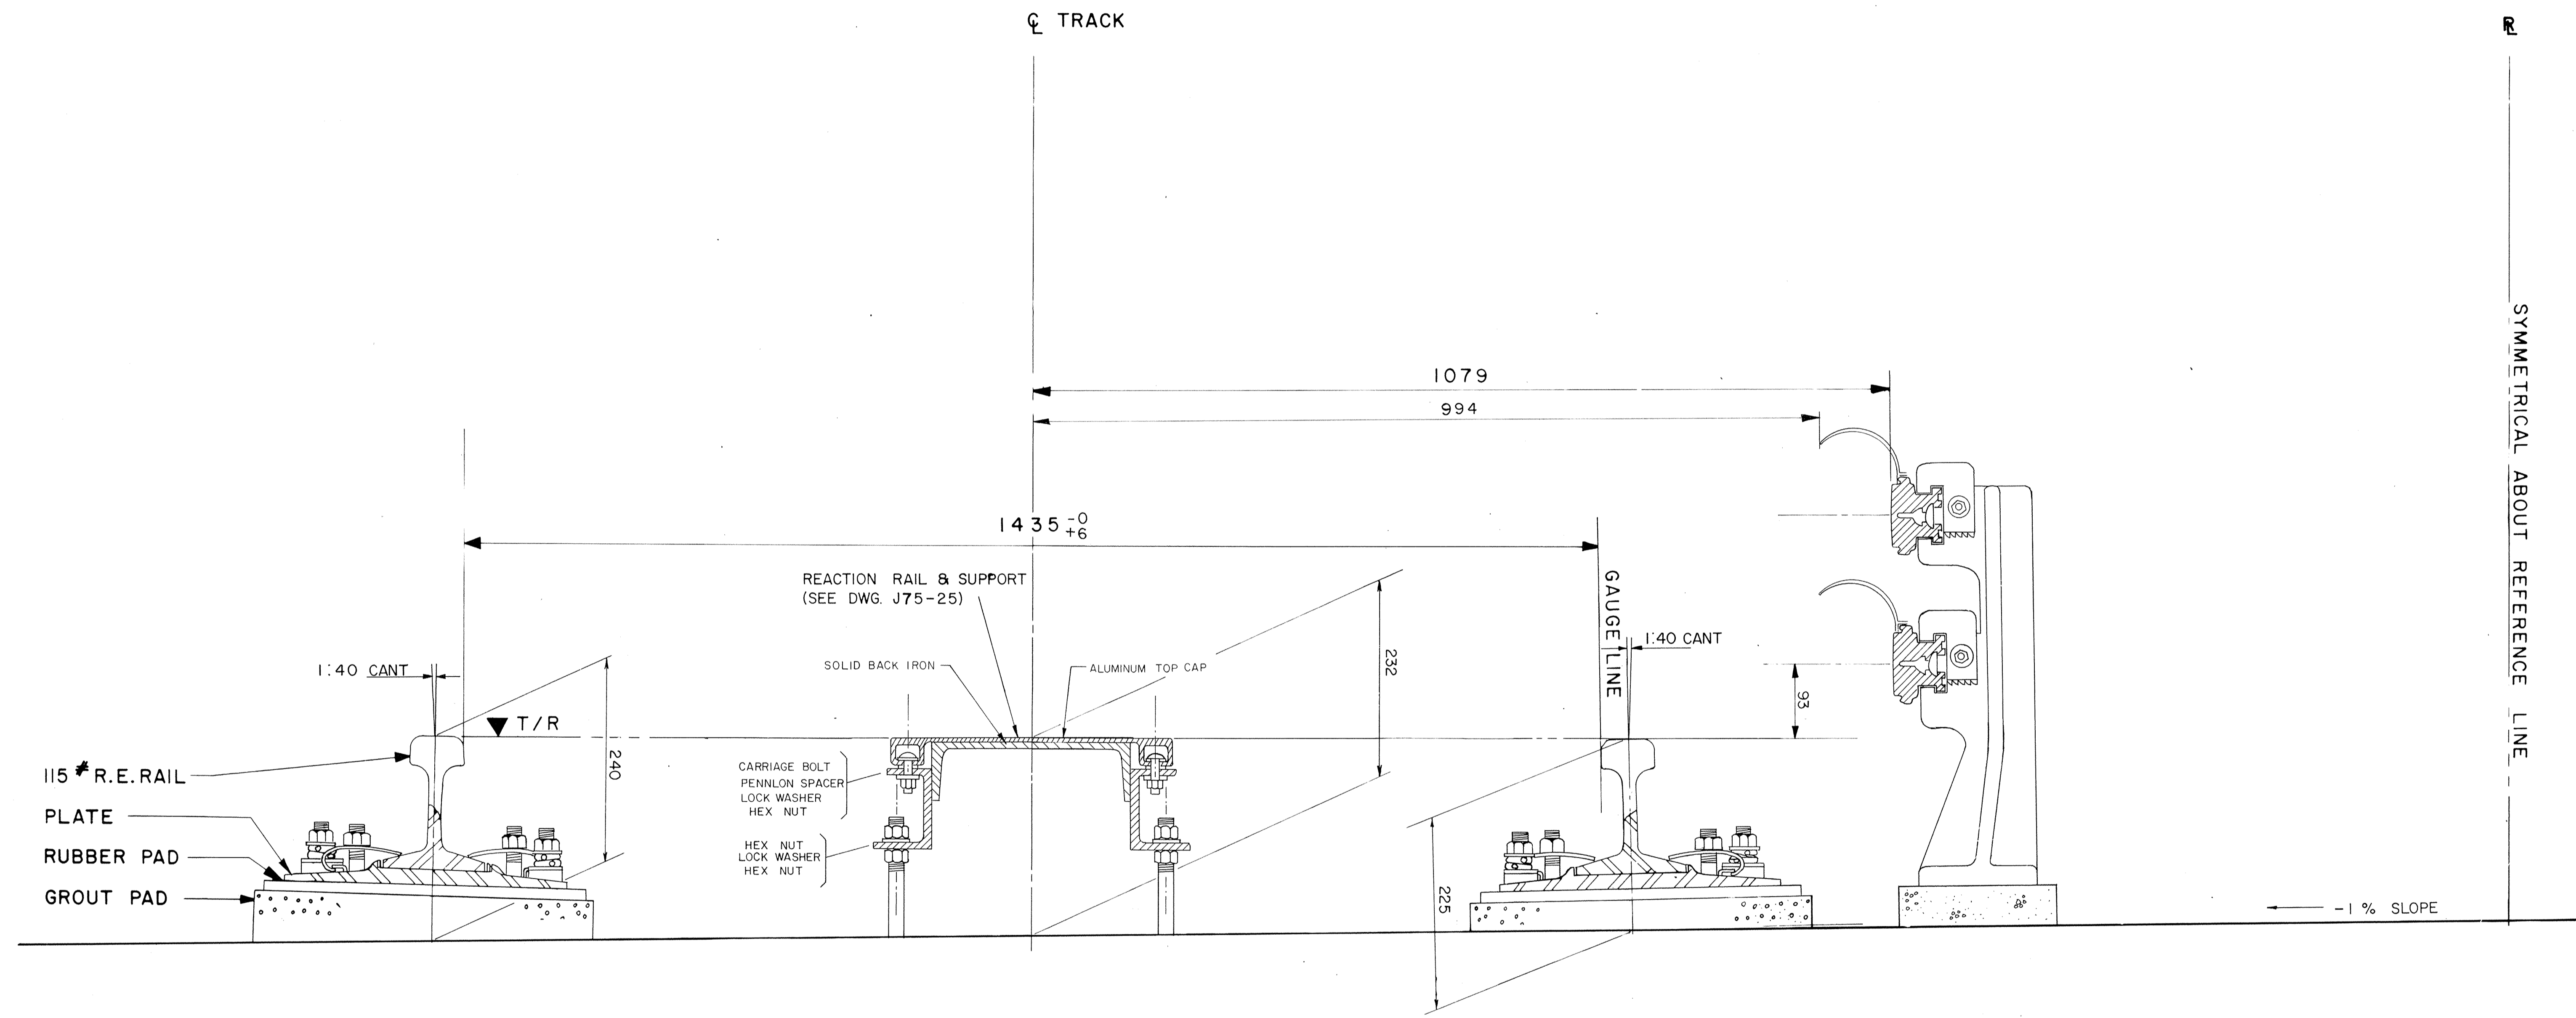 ℄ TRACK
℞
SYMMETRICAL ABOUT REFERENCE LINE
1079
994
1435 -0
+6
REACTION RAIL & SUPPORT
(SEE DWG. J75-25)
GAUGE LINE
1:40 CANT
1:40 CANT
SOLID BACK IRON
ALUMINUM TOP CAP
232
93
T/R
240
115 # R.E. RAIL
PLATE
RUBBER PAD
GROUT PAD
CARRIAGE BOLT
PENNLON SPACER
LOCK WASHER
HEX NUT
HEX NUT
LOCK WASHER
HEX NUT
225
-1 % SLOPE